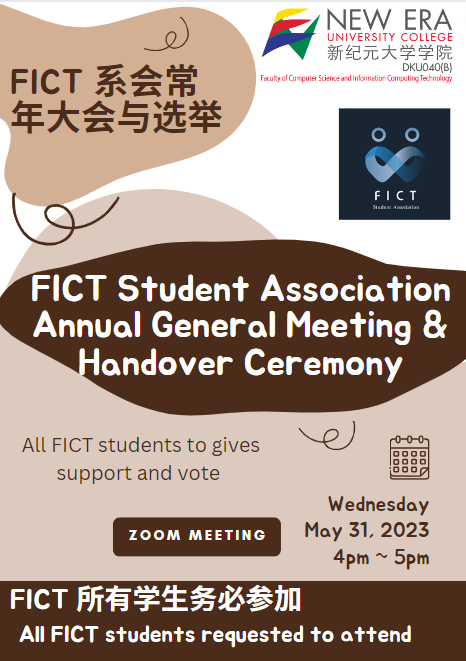 FICT 系会常
年大会与选举
NEW ERA
UNIVERSITY COLLEGE
新纪元大学学院
DKU040(B)
Faculty of Computer Science and Information Computing Technology
FICT
Student Association
FICT Student Association
Annual General Meeting &
Handover Ceremony
All FICT students to gives
support and vote
ZOOM MEETING
Wednesday
May 31, 2023
4pm ~ 5pm
FICT 所有学生务必参加
All FICT students requested to attend